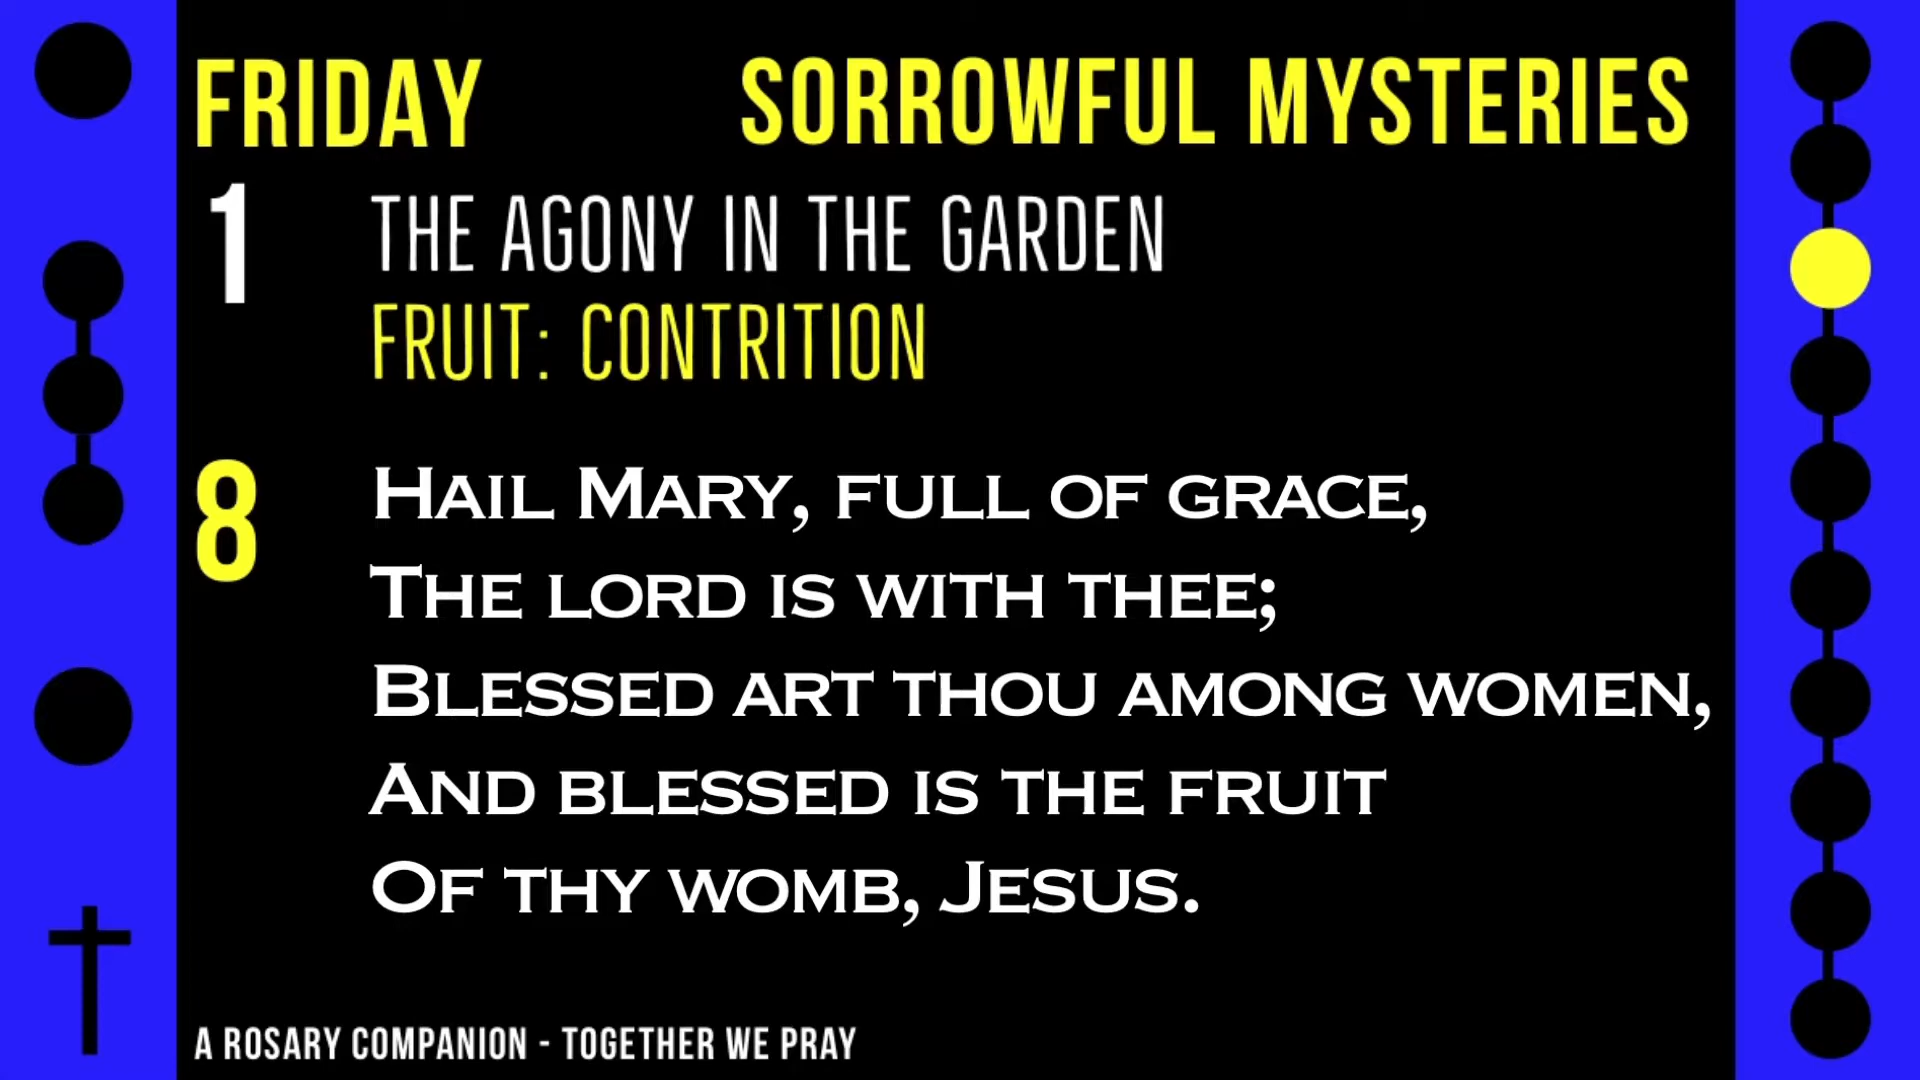 FRIDAY SORROWFUL MYSTERIES
1 THE AGONY IN THE GARDEN
FRUIT: CONTRITION
8 Hail Mary, full of grace,
The lord is with thee;
Blessed art thou among women,
And blessed is the fruit
Of thy womb, Jesus.
A ROSARY COMPANION - TOGETHER WE PRAY